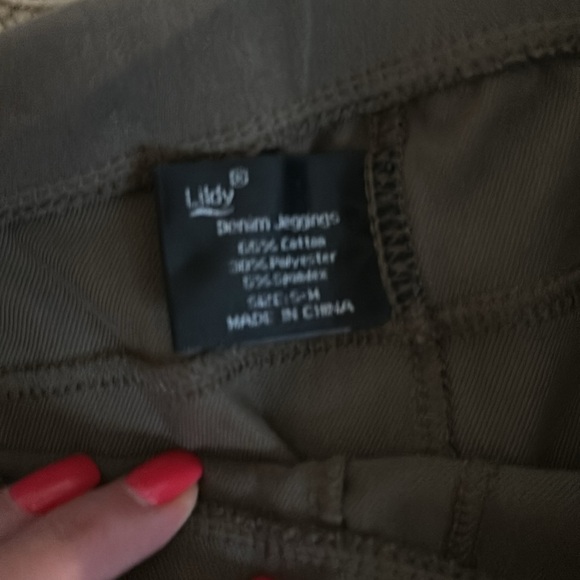 Lildy®
Denim Jeggings
65% Cotton
30% Polyester
5% Spandex
SIZE: S-M
MADE IN CHINA